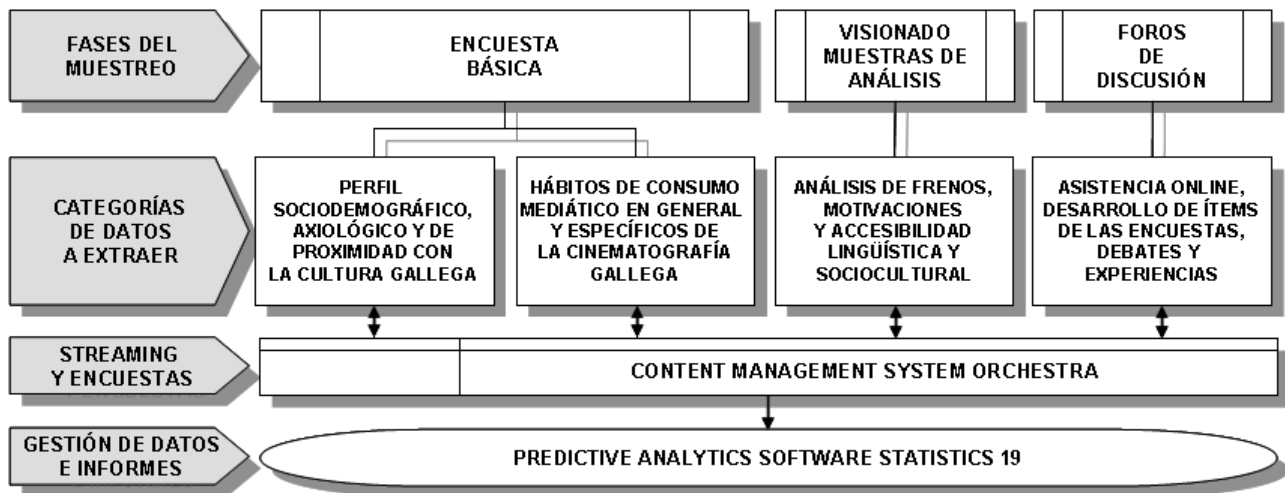 FASES DEL
MUESTREO
ENCUESTA
BÁSICA
VISIONADO
MUESTRAS DE
ANÁLISIS
FOROS
DE
DISCUSIÓN
CATEGORÍAS
DE DATOS
A EXTRAER
PERFIL
SOCIODEMOGRÁFICO,
AXIOLÓGICO Y DE
PROXIMIDAD CON
LA CULTURA GALLEGA
HÁBITOS DE CONSUMO
MEDIÁTICO EN GENERAL
Y ESPECÍFICOS DE
LA CINEMATOGRAFÍA
GALLEGA
ANÁLISIS DE FRENOS,
MOTIVACIONES
Y ACCESIBILIDAD
LINGÜÍSTICA Y
SOCIOCULTURAL
ASISTENCIA ONLINE,
DESARROLLO DE ÍTEMS
DE LAS ENCUESTAS,
DEBATES Y
EXPERIENCIAS
STREAMING
Y ENCUESTAS
CONTENT MANAGEMENT SYSTEM ORCHESTRA
GESTIÓN DE DATOS
E INFORMES
PREDICTIVE ANALYTICS SOFTWARE STATISTICS 19